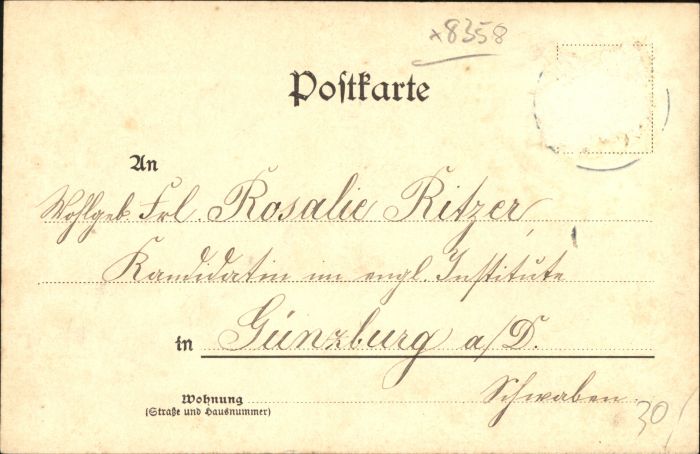 x8358
Postkarte
An
Wohlgeb Frl. Rosalie Ritzer,
Kandidatin im engl. Institute
in Günzburg a/D.
Wohnung Schwaben.
(Straße und Hausnummer)
30